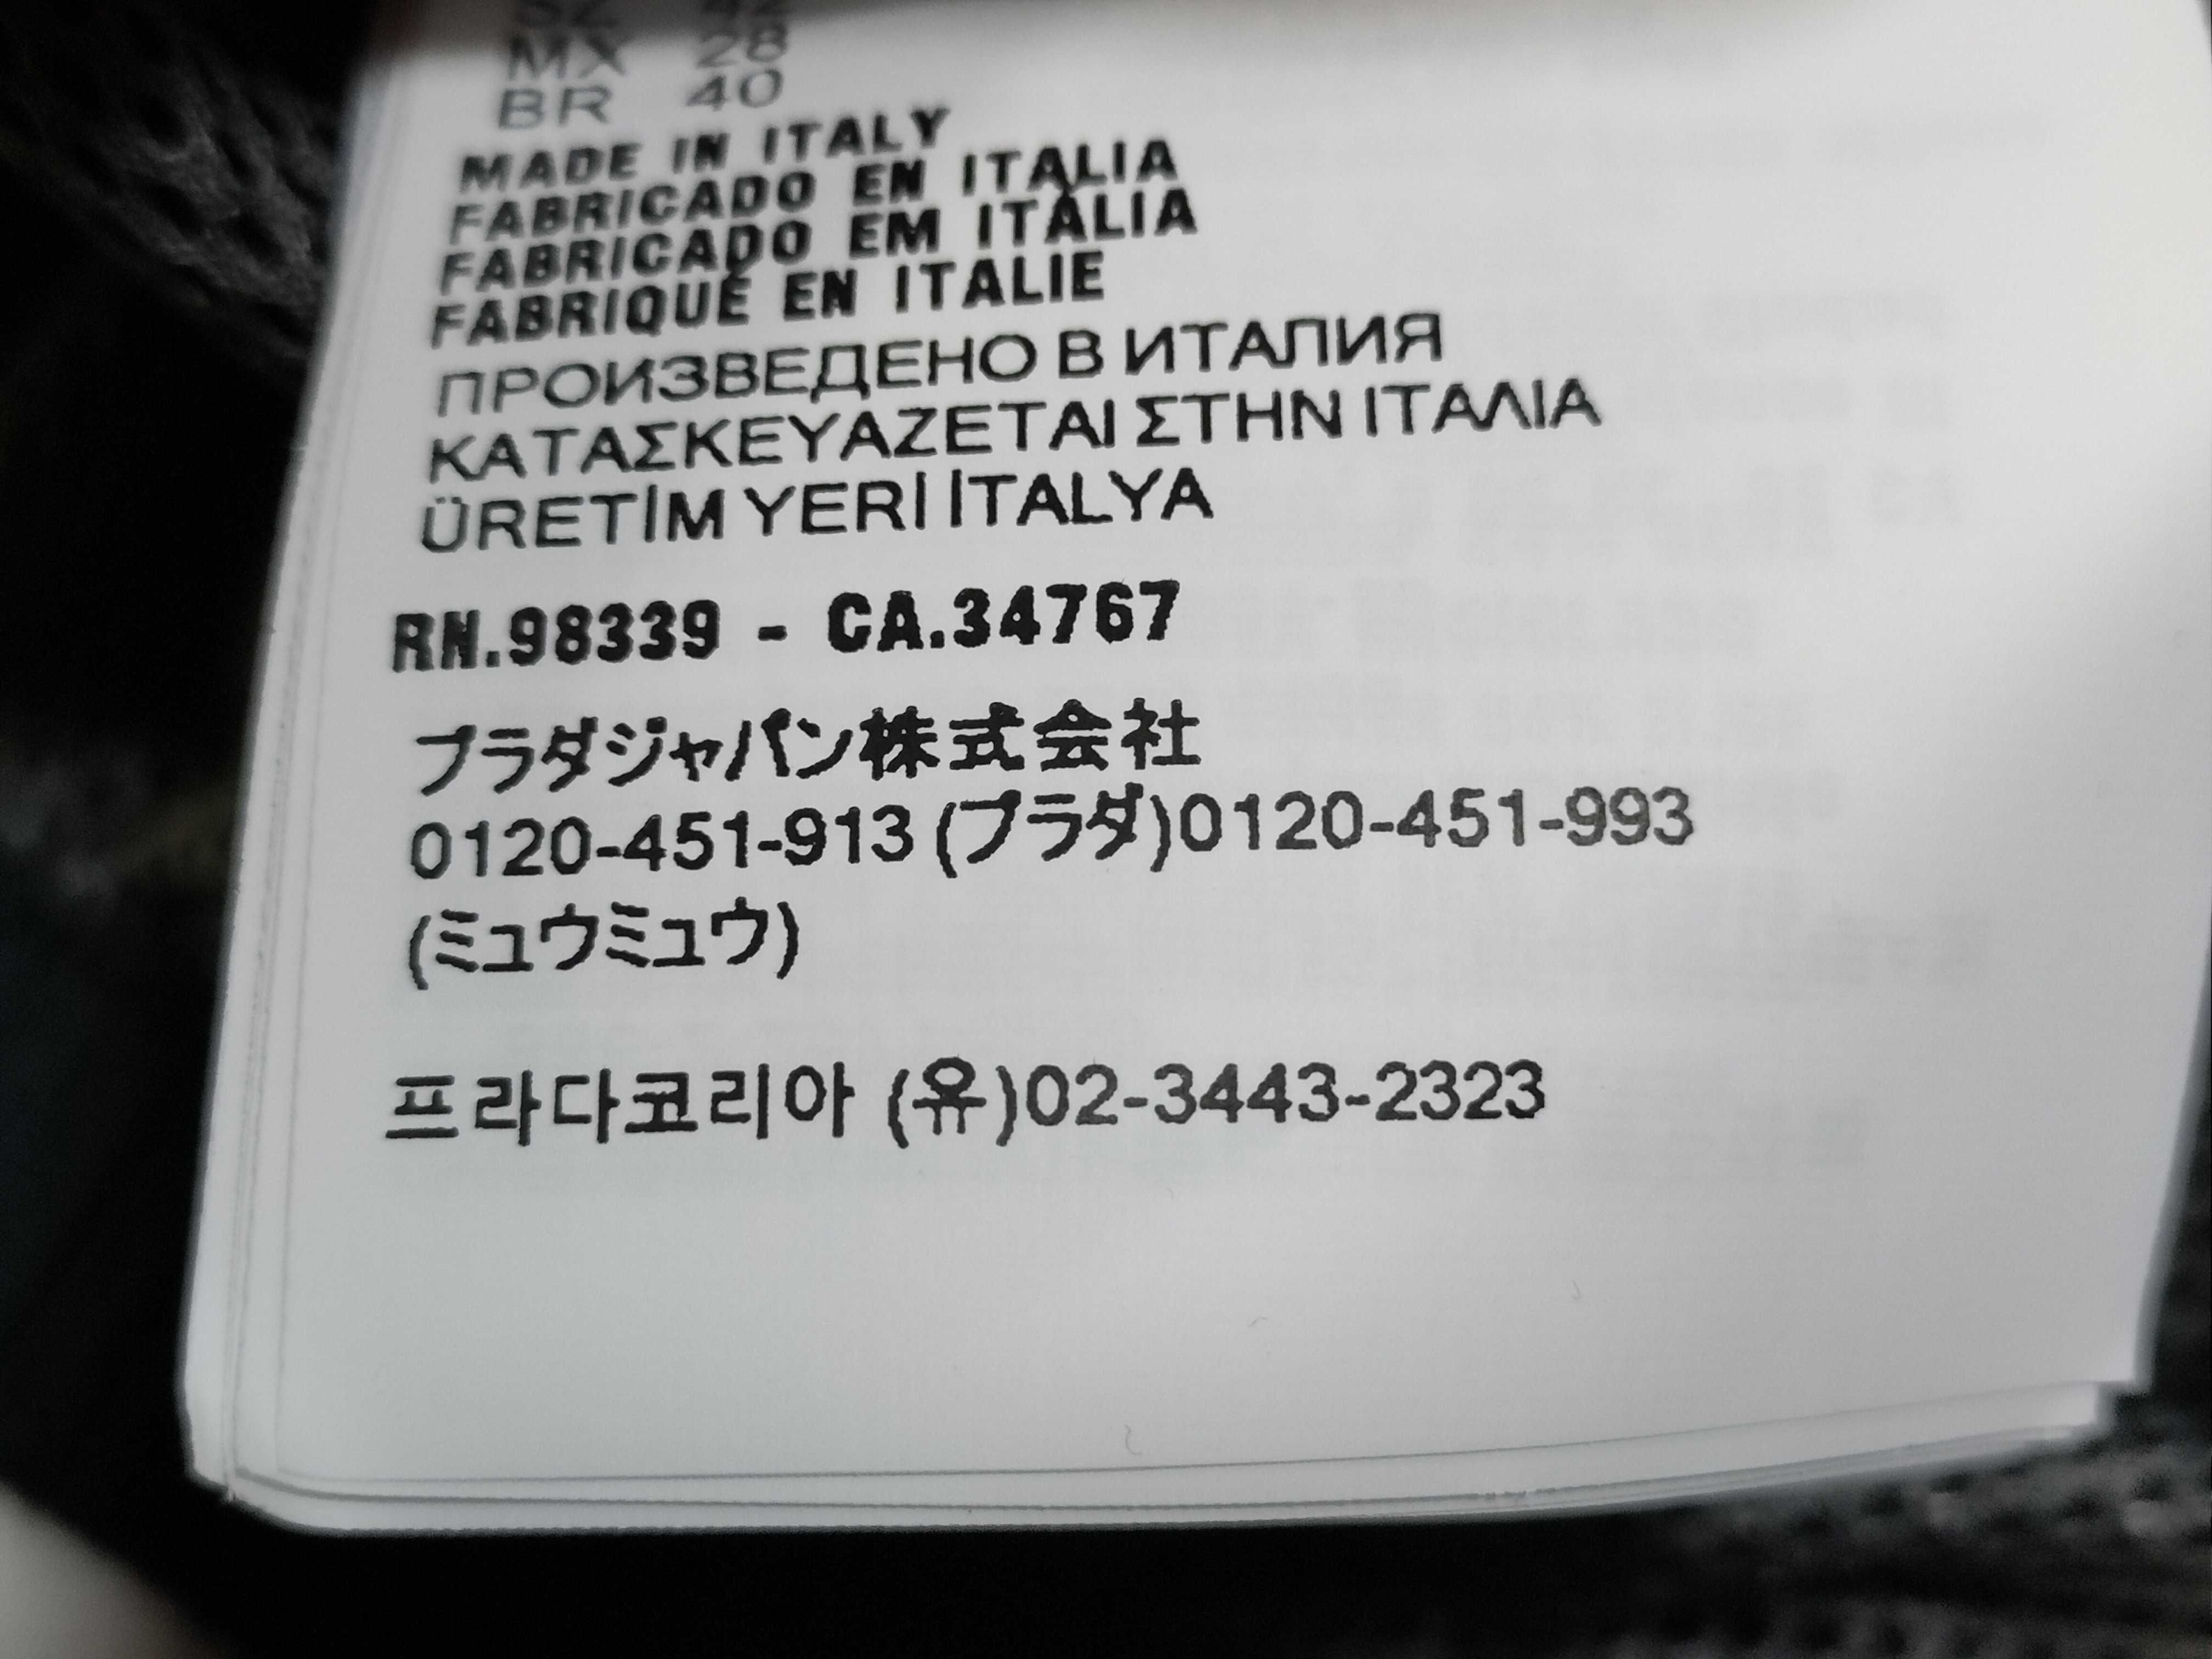 MX 28
BR 40
MADE IN ITALY
FABRICADO EN ITALIA
FABRICADO EM ITÁLIA
FABRIQUÉ EN ITALIE
ПРОИЗВЕДЕНО В ИТАЛИЯ
ΚΑΤΑΣΚΕΥΑΖΕΤΑΙ ΣΤΗΝ ΙΤΑΛΙΑ
ÜRETİM YERİ İTALYA
RN.98339 - CA.34767
プラダジャパン株式会社
0120-451-913 (プラダ)0120-451-993
(ミュウミュウ)
프라다코리아 (유)02-3443-2323